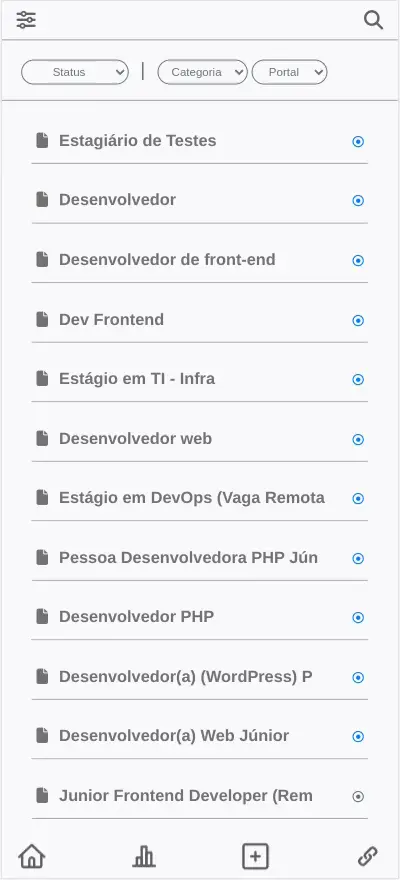 Status | Categoria Portal
Estagiário de Testes
Desenvolvedor
Desenvolvedor de front-end
Dev Frontend
Estágio em TI - Infra
Desenvolvedor web
Estágio em DevOps (Vaga Remota
Pessoa Desenvolvedora PHP Jún
Desenvolvedor PHP
Desenvolvedor(a) (WordPress) P
Desenvolvedor(a) Web Júnior
Junior Frontend Developer (Rem